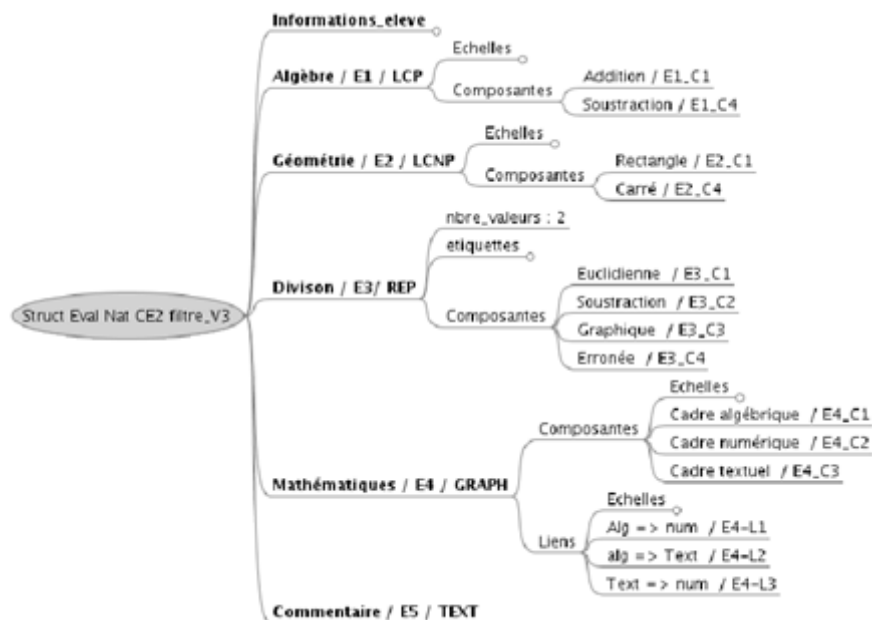 Informations_eleve
Echelles
Algèbre / E1 / LCP
Composantes
Addition / E1_C1
Soustraction / E1_C4
Echelles
Géométrie / E2 / LCNP
Composantes
Rectangle / E2_C1
Carré / E2_C4
nbre_valeurs : 2
etiquettes
Divison / E3/ REP
Composantes
Euclidienne / E3_C1
Soustraction / E3_C2
Graphique / E3_C3
Erronée / E3_C4
Struct Eval Nat CE2 filtre_V3
Mathématiques / E4 / GRAPH
Composantes
Echelles
Cadre algébrique / E4_C1
Cadre numérique / E4_C2
Cadre textuel / E4_C3
Liens
Echelles
Alg => num / E4-L1
alg => Text / E4-L2
Text => num / E4-L3
Commentaire / E5 / TEXT